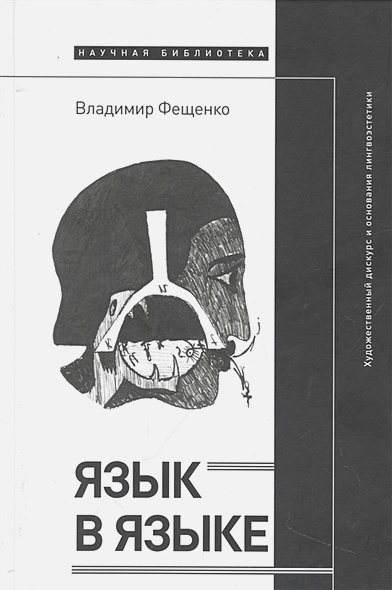 НАУЧНАЯ БИБЛИОТЕКА
Владимир Фещенко
Художественный дискурс и основания лингвоэстетики
ЯЗЫК
В ЯЗЫКЕ